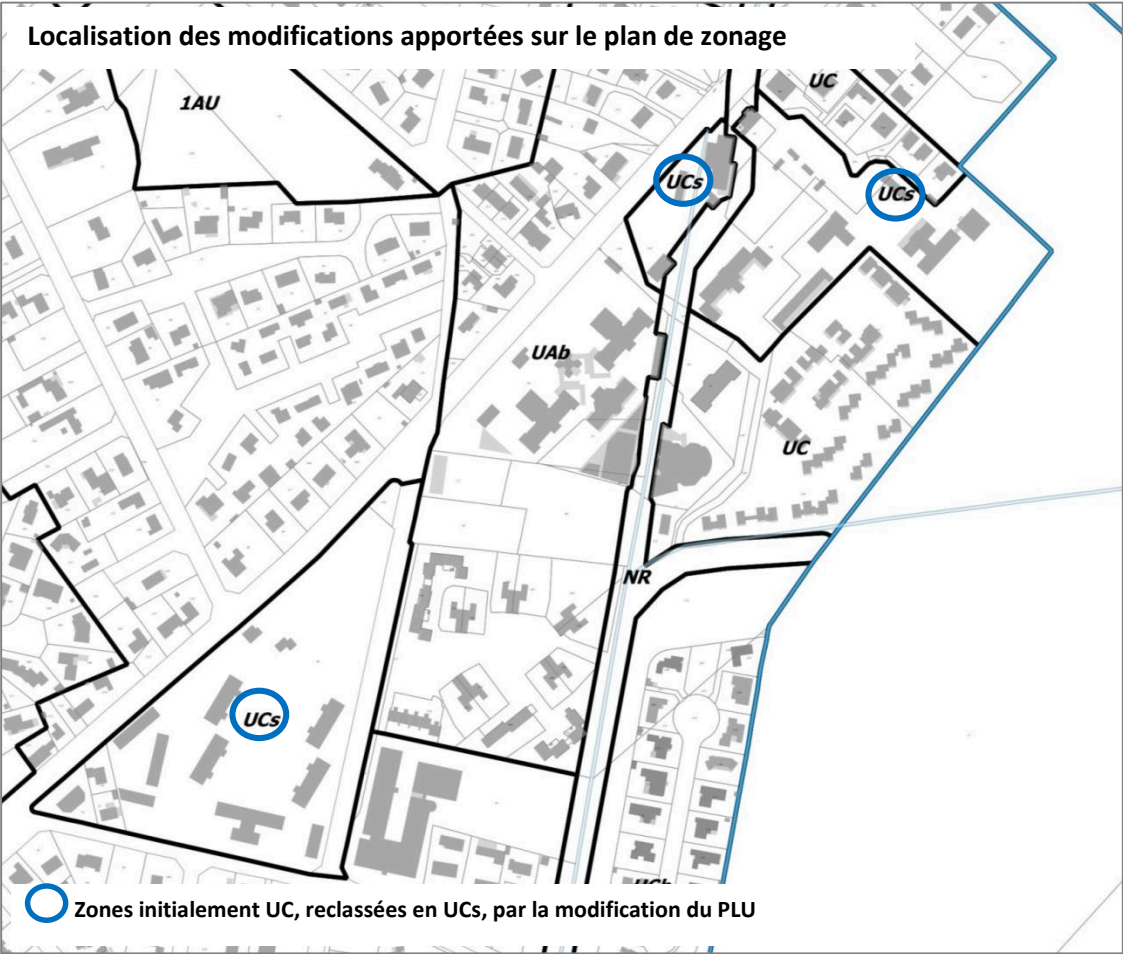 Localisation des modifications apportées sur le plan de zonage
UC
1AU
UCs
UCs
UAb
UC
NR
UCs
Zones initialement UC, reclassées en UCs, par la modification du PLU